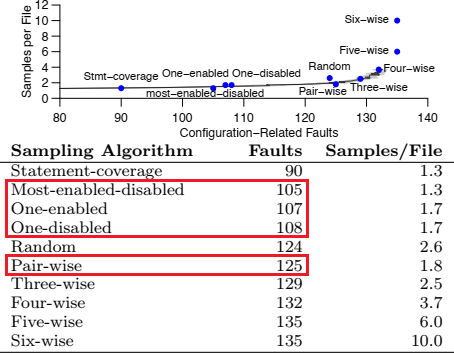 12
10
8
6
4
2
0
Samples per File
Six−wise
Five−wise
Random
Four−wise
Stmt−coverage
One−enabled
One−disabled
most−enabled−disabled
Pair−wise
Three−wise
80
90
100
110
120
130
140
Configuration−Related Faults
Sampling Algorithm Faults Samples/File
Statement-coverage 90 1.3
Most-enabled-disabled 105 1.3
One-enabled 107 1.7
One-disabled 108 1.7
Random 124 2.6
Pair-wise 125 1.8
Three-wise 129 2.5
Four-wise 132 3.7
Five-wise 135 6.0
Six-wise 135 10.0